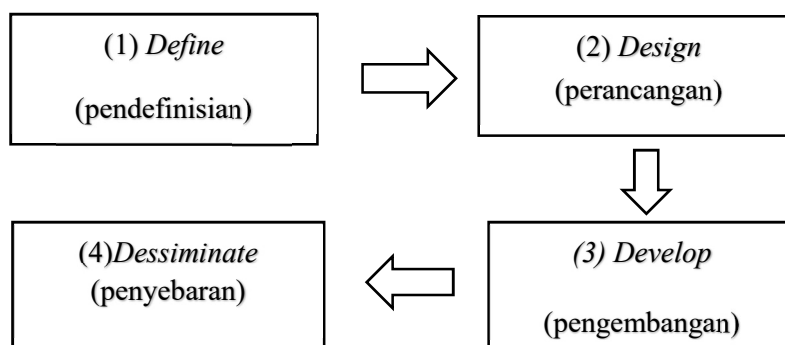 (1) Define
(pendefinisian)
(2) Design
(perancangan)
(3) Develop
(pengembangan)
(4)Dessiminate
(penyebaran)